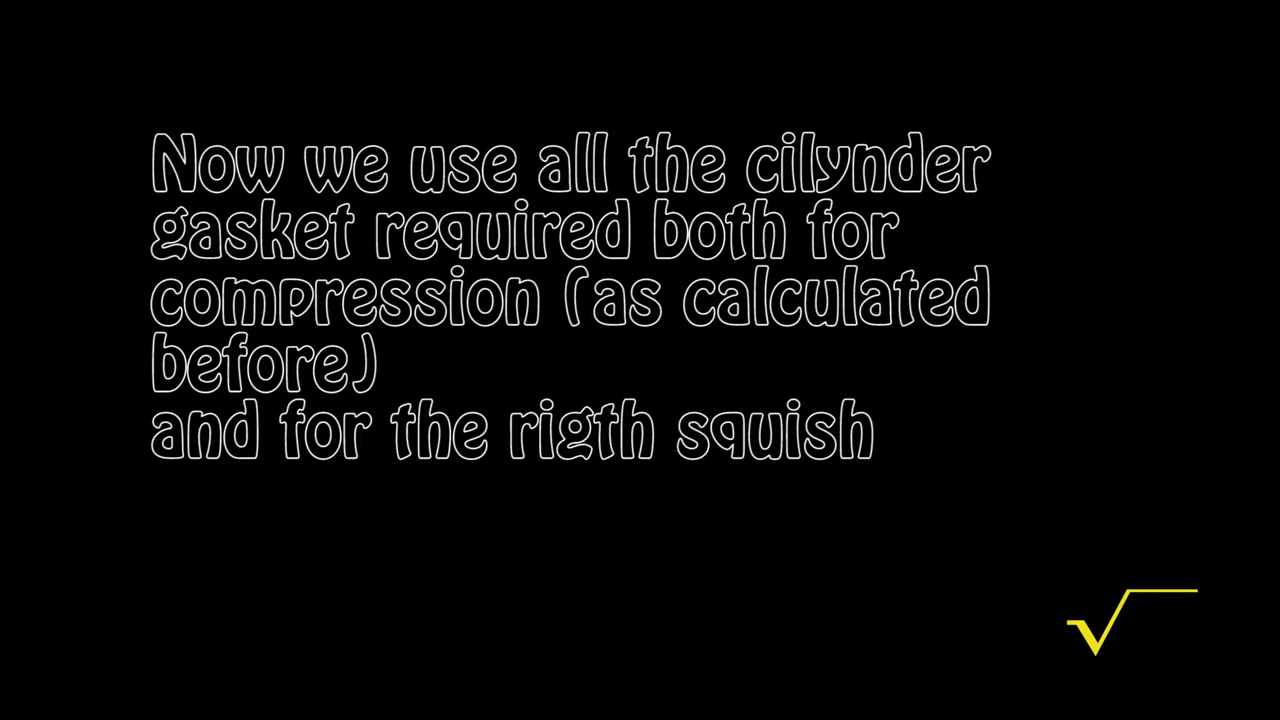 Now we use all the cilynder
gasket required both for
compression (as calculated
before)
and for the rigth squish